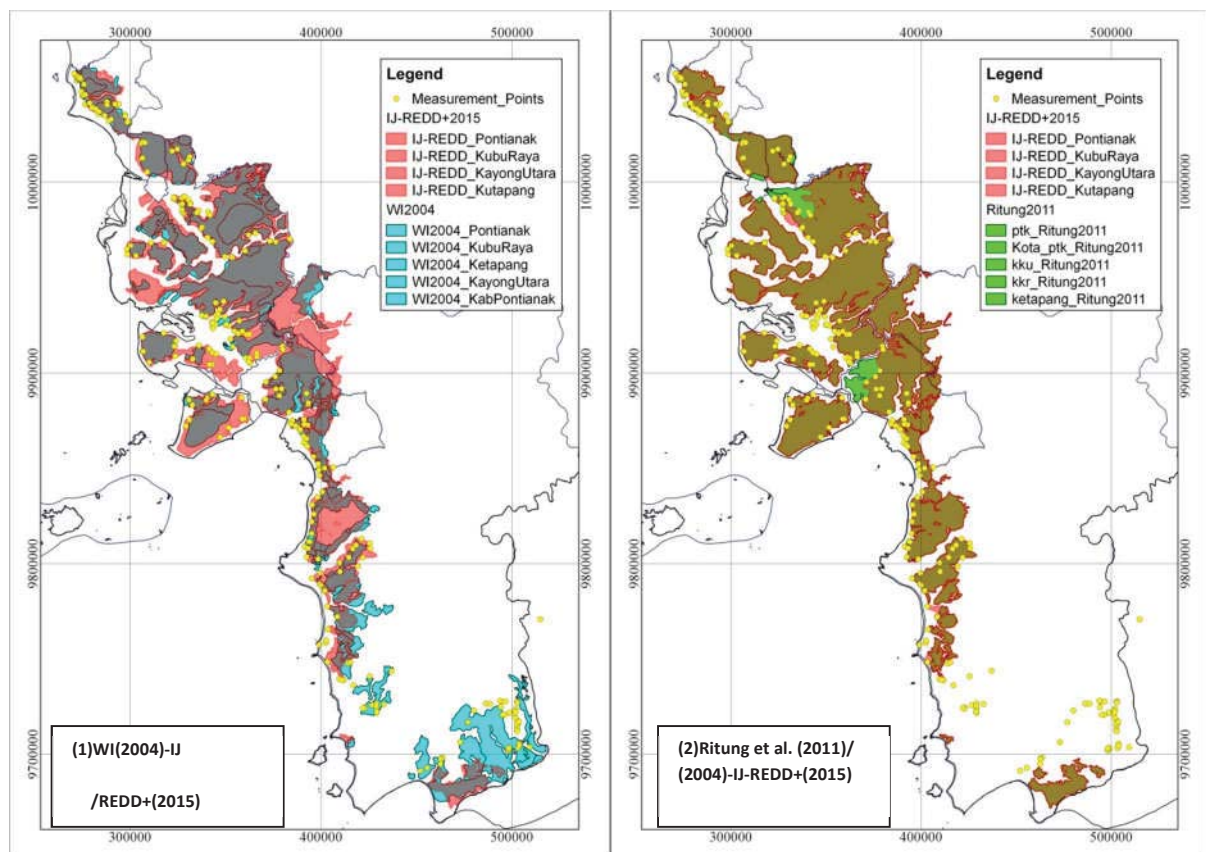 300000 400000 500000
10000000
9900000
9800000
9700000
Legend
Measurement_Points
IJ-REDD+2015
IJ-REDD_Pontianak
IJ-REDD_KubuRaya
IJ-REDD_KayongUtara
IJ-REDD_Kutapang
WI2004
WI2004_Pontianak
WI2004_KubuRaya
WI2004_Ketapang
WI2004_KayongUtara
WI2004_KabPontianak
(1)WI(2004)-IJ
/REDD+(2015)
300000 400000 500000
300000 400000 500000
Legend
Measurement_Points
IJ-REDD+2015
IJ-REDD_Pontianak
IJ-REDD_KubuRaya
IJ-REDD_KayongUtara
IJ-REDD_Kutapang
Ritung2011
ptk_Ritung2011
Kota_ptk_Ritung2011
kku_Ritung2011
kkr_Ritung2011
ketapang_Ritung2011
10000000
9900000
9800000
9700000
(2)Ritung et al. (2011)/
(2004)-IJ-REDD+(2015)
300000 400000 500000